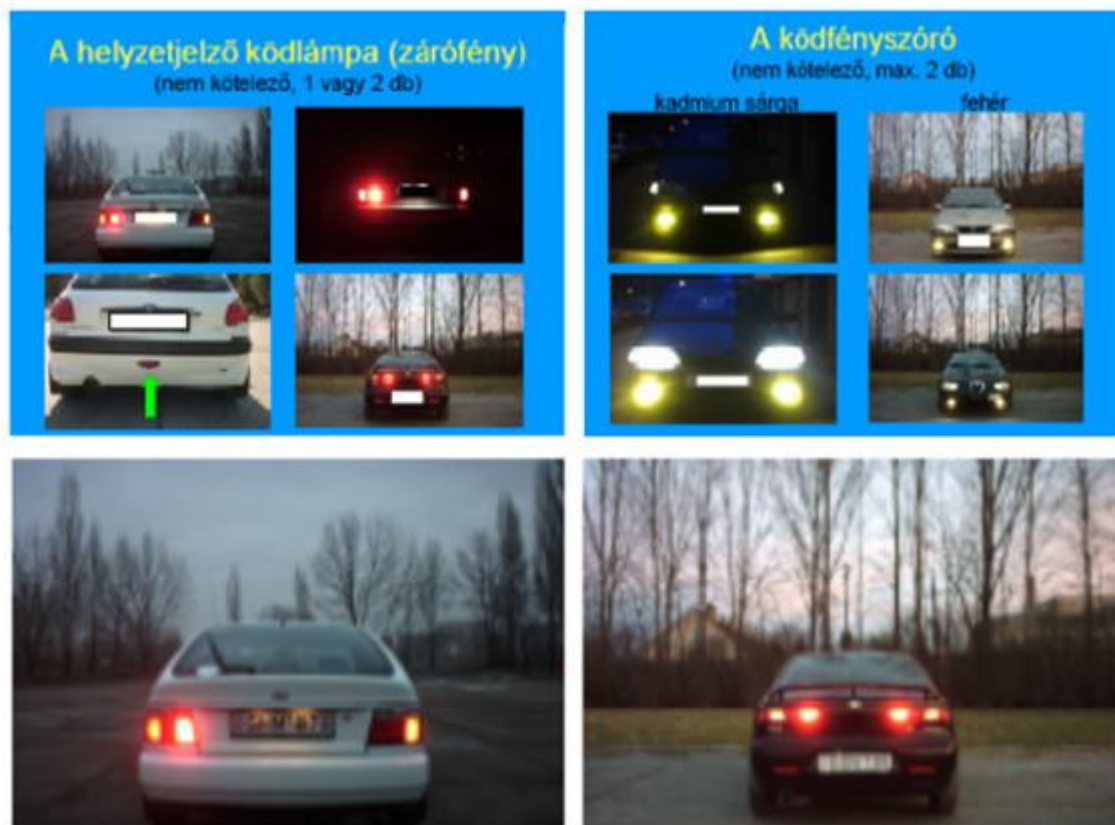 A helyzetjelző ködlámpa (zárófény)
(nem kötelező, 1 vagy 2 db)
A ködfényszóró
(nem kötelező, max. 2 db)
kadmium sárga
fehér